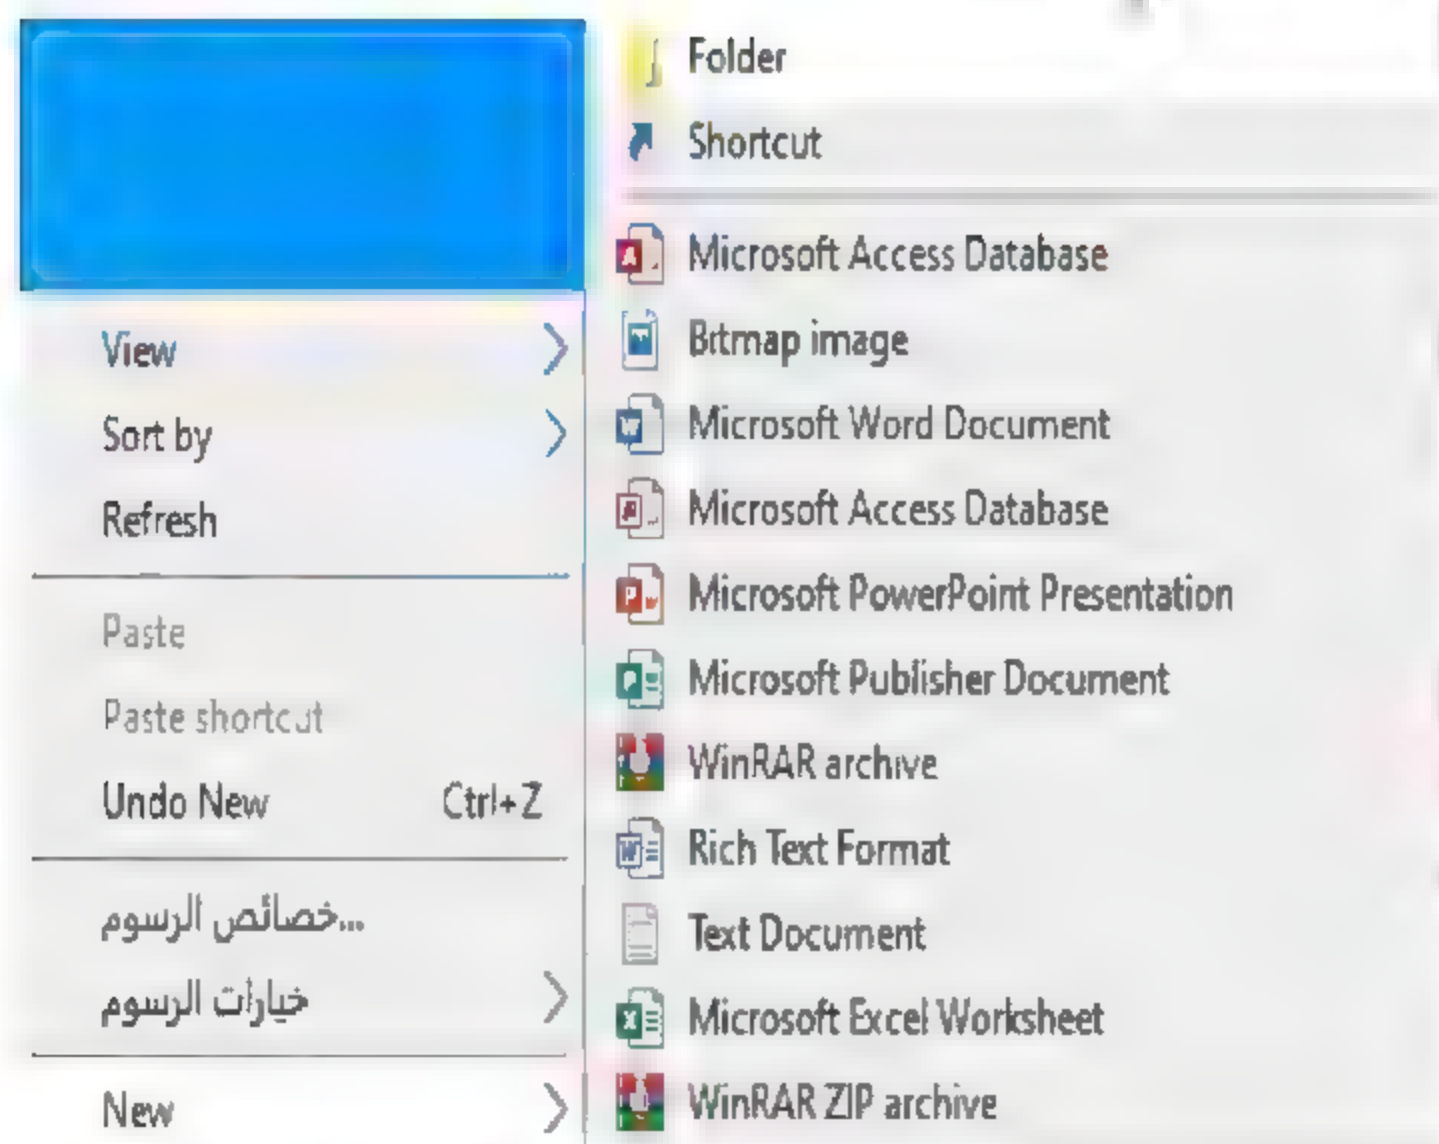 View
Sort by
Refresh
Paste
Paste shortcut
Undo New Ctrl+Z
خصائص الرسوم...
خيارات الرسوم
New
Folder
Shortcut
Microsoft Access Database
Bitmap image
Microsoft Word Document
Microsoft Access Database
Microsoft PowerPoint Presentation
Microsoft Publisher Document
WinRAR archive
Rich Text Format
Text Document
Microsoft Excel Worksheet
WinRAR ZIP archive